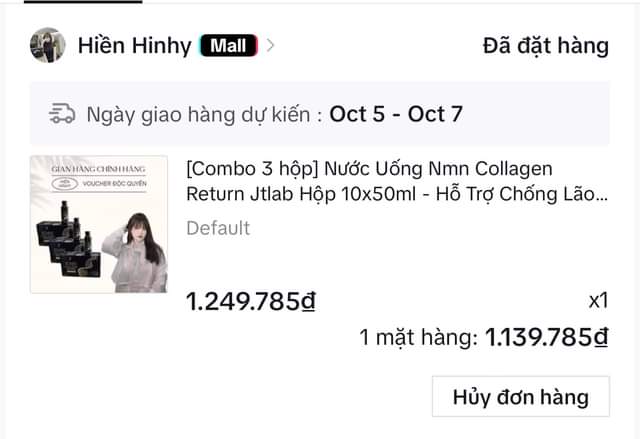 Hiền Hinhy Mall
Đã đặt hàng
Ngày giao hàng dự kiến : Oct 5 - Oct 7
GIAN HÀNG CHÍNH HÃNG
VOUCHER ĐỘC QUYỀN
[Combo 3 hộp] Nước Uống Nmn Collagen
Return Jtlab Hộp 10x50ml - Hỗ Trợ Chống Lão...
Default
1.249.785đ
x1
1 mặt hàng: 1.139.785đ
Hủy đơn hàng